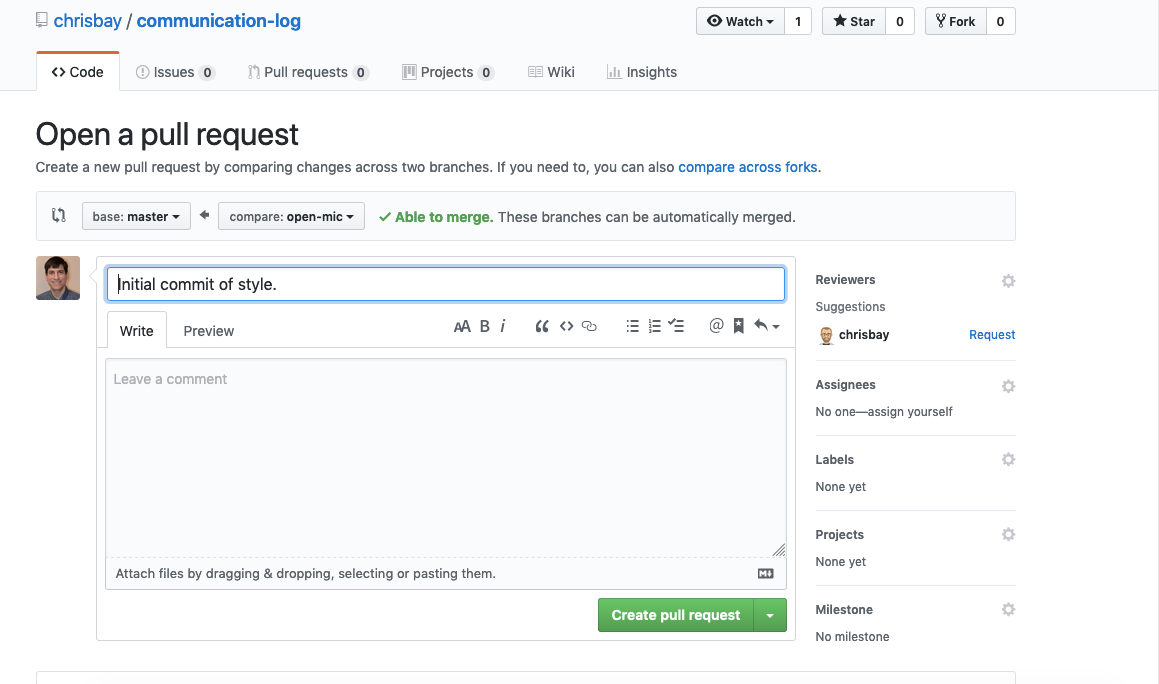 chrisbay / communication-log
Watch 1 Star 0 Fork 0
Code Issues 0 Pull requests 0 Projects 0 Wiki Insights
Open a pull request
Create a new pull request by comparing changes across two branches. If you need to, you can also compare across forks.
base: master compare: open-mic Able to merge. These branches can be automatically merged.
Initial commit of style.
Write Preview AA B i @
Leave a comment
Attach files by dragging & dropping, selecting or pasting them.
Create pull request
Reviewers
Suggestions
chrisbay Request
Assignees
No one—assign yourself
Labels
None yet
Projects
None yet
Milestone
No milestone